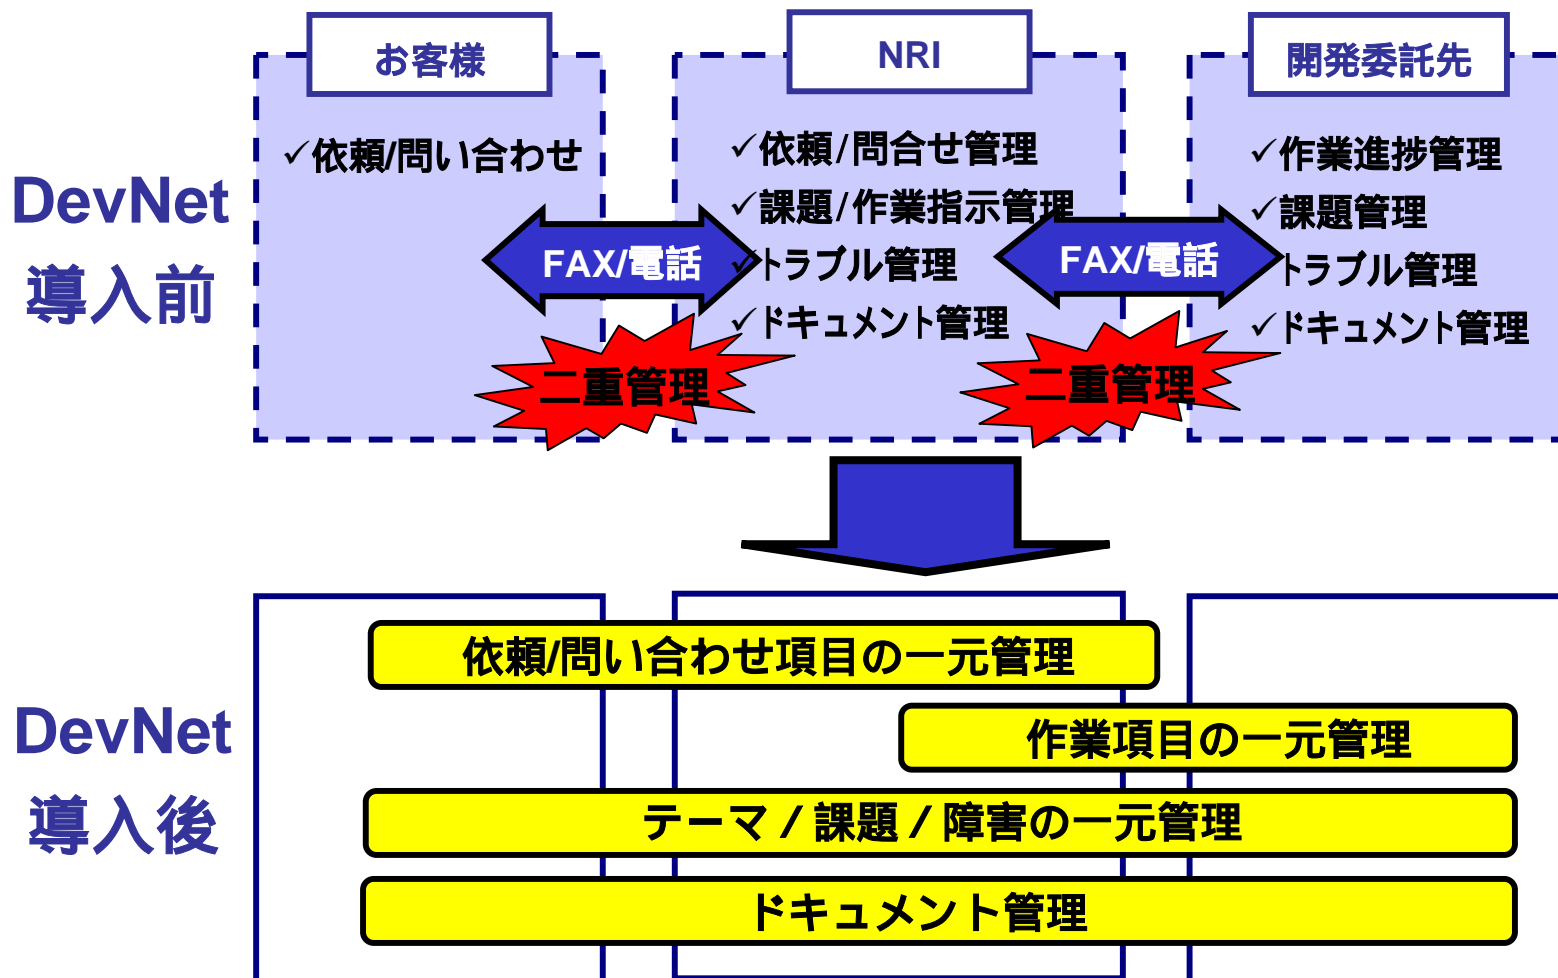 お客様
NRI
開発委託先
DevNet
導入前
✓依頼/問い合わせ
✓依頼/問合せ管理
✓課題/作業指示管理
✓トラブル管理
✓ドキュメント管理
✓作業進捗管理
✓課題管理
トラブル管理
✓ドキュメント管理
FAX/電話
FAX/電話
二重管理
二重管理
DevNet
導入後
依頼/問い合わせ項目の一元管理
作業項目の一元管理
テーマ/課題/障害の一元管理
ドキュメント管理